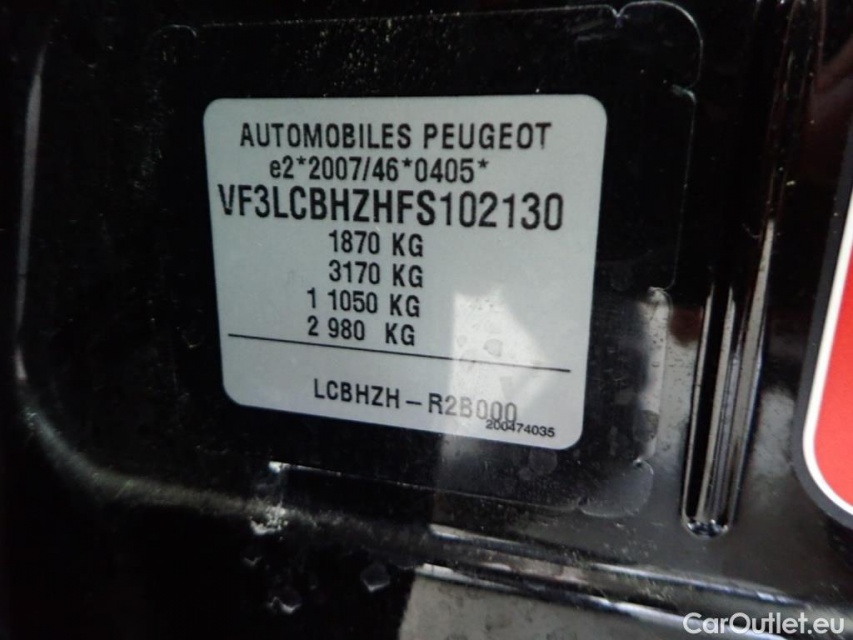 AUTOMOBILES PEUGEOT
e2*2007/46*0405*
VF3LCBHZHFS102130
1870 KG
3170 KG
1 1050 KG
2 980 KG
LCBHZH-R2B000
200474035
CarOutlet.eu